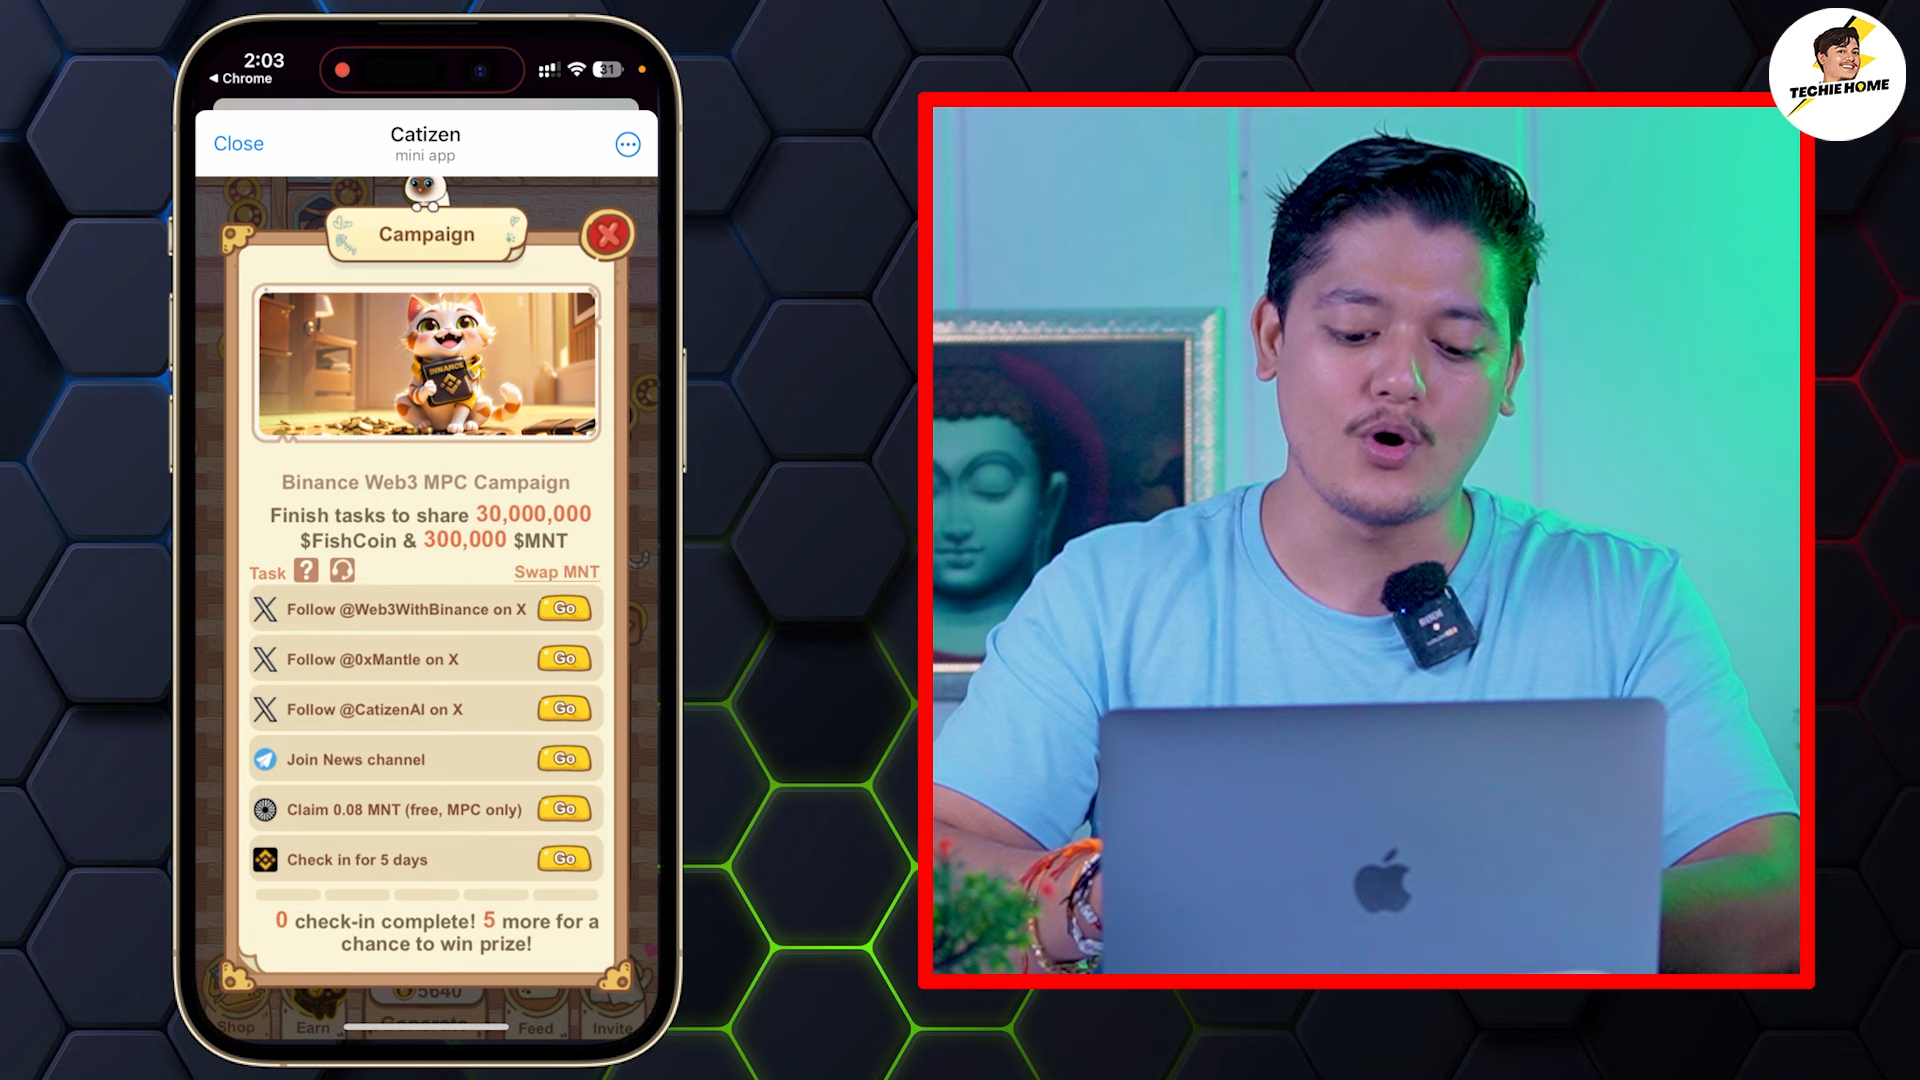 2:03
◀ Chrome
31
Close
Catizen
mini app
Campaign
BINANCE
Binance Web3 MPC Campaign
Finish tasks to share 30,000,000
$FishCoin & 300,000 $MNT
Task ?
Swap MNT
Follow @Web3WithBinance on X Go
Follow @0xMantle on X Go
Follow @CatizenAI on X Go
Join News channel Go
Claim 0.08 MNT (free, MPC only) Go
Check in for 5 days Go
0 check-in complete! 5 more for a
chance to win prize!
5640
Shop
Earn
Generate
Feed
Invite
TECHIE HOME